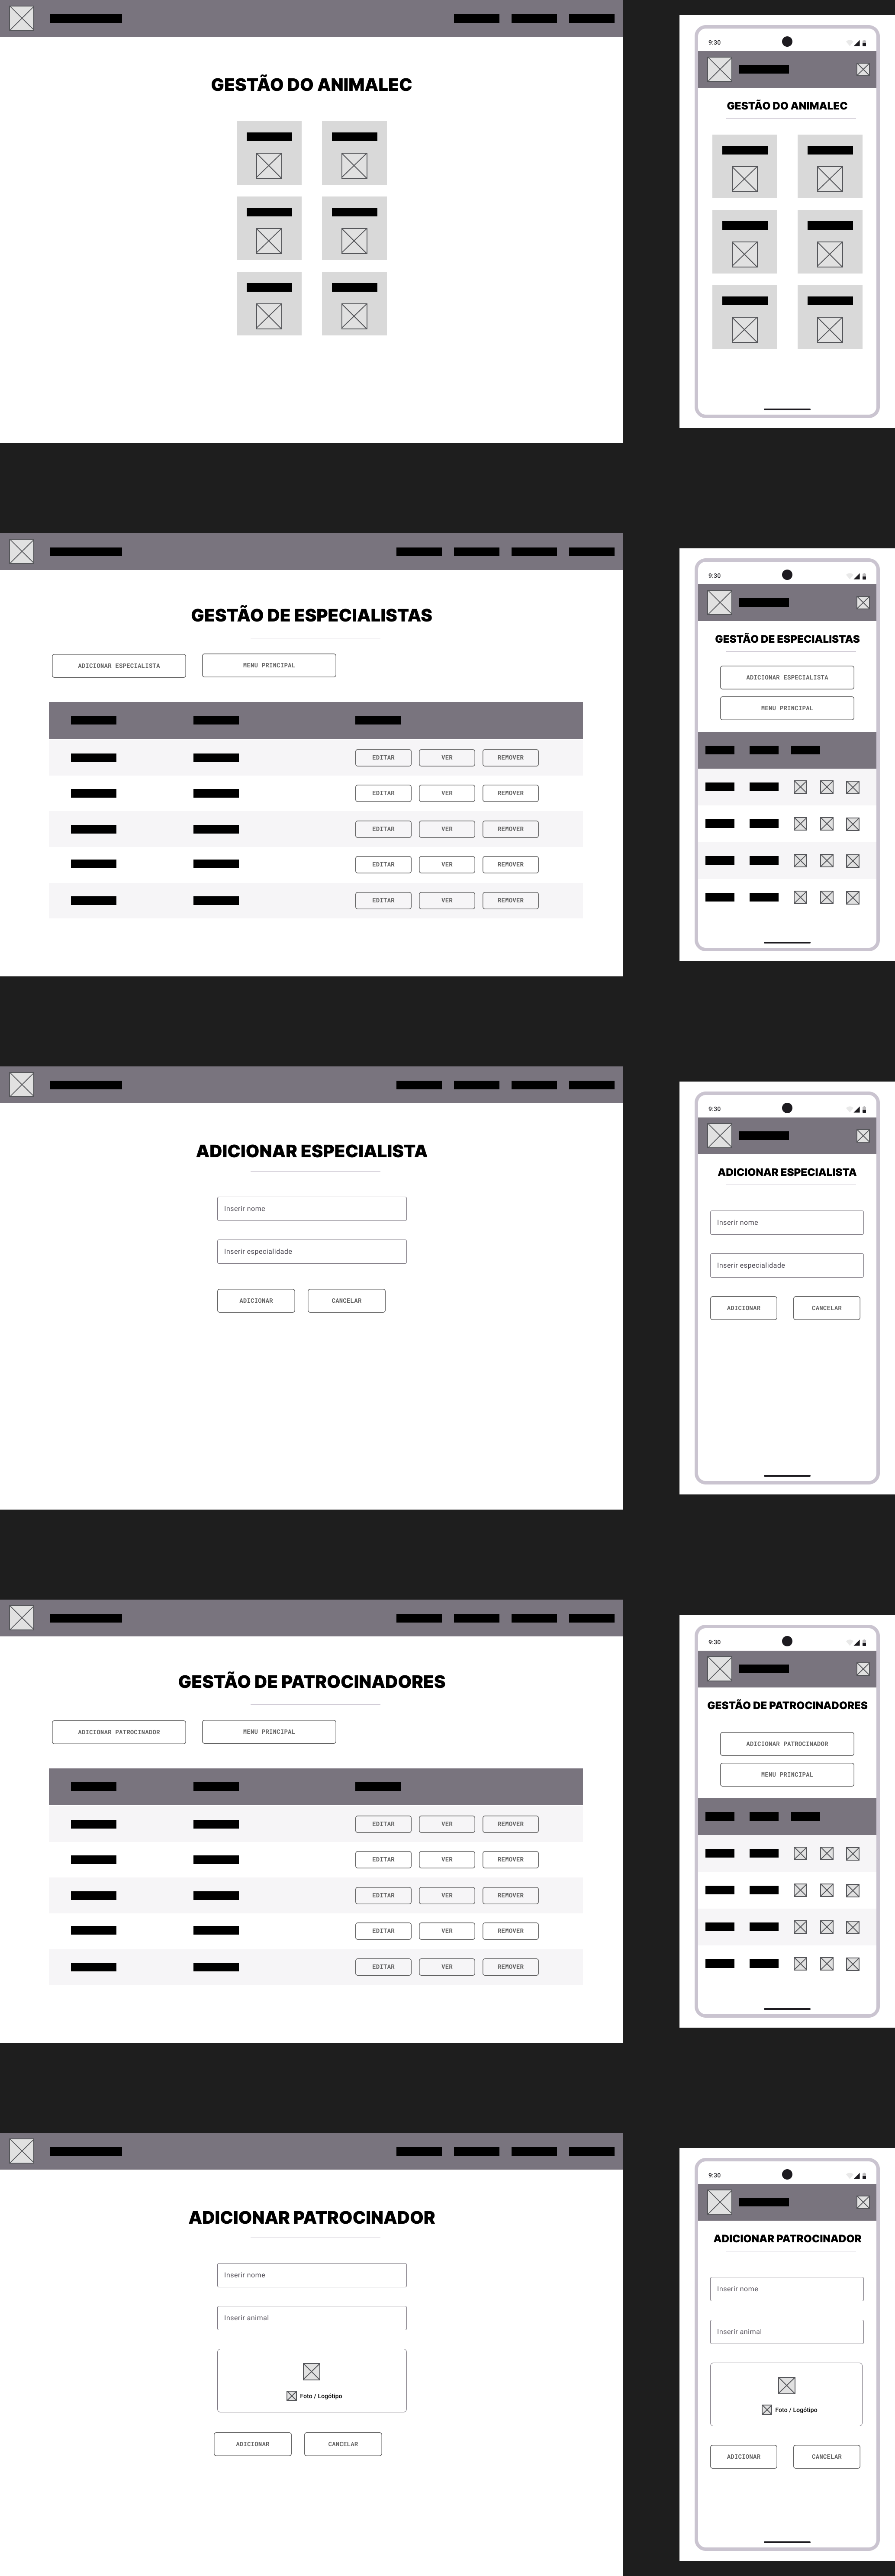 GESTÃO DO ANIMALEC
9:30
GESTÃO DO ANIMALEC
GESTÃO DE ESPECIALISTAS
ADICIONAR ESPECIALISTA MENU PRINCIPAL
EDITAR VER REMOVER
EDITAR VER REMOVER
EDITAR VER REMOVER
EDITAR VER REMOVER
EDITAR VER REMOVER
9:30
GESTÃO DE ESPECIALISTAS
ADICIONAR ESPECIALISTA
MENU PRINCIPAL
ADICIONAR ESPECIALISTA
Inserir nome
Inserir especialidade
ADICIONAR CANCELAR
9:30
ADICIONAR ESPECIALISTA
Inserir nome
Inserir especialidade
ADICIONAR CANCELAR
GESTÃO DE PATROCINADORES
ADICIONAR PATROCINADOR MENU PRINCIPAL
EDITAR VER REMOVER
EDITAR VER REMOVER
EDITAR VER REMOVER
EDITAR VER REMOVER
EDITAR VER REMOVER
9:30
GESTÃO DE PATROCINADORES
ADICIONAR PATROCINADOR
MENU PRINCIPAL
ADICIONAR PATROCINADOR
Inserir nome
Inserir animal
Foto / Logótipo
ADICIONAR CANCELAR
9:30
ADICIONAR PATROCINADOR
Inserir nome
Inserir animal
Foto / Logótipo
ADICIONAR CANCELAR